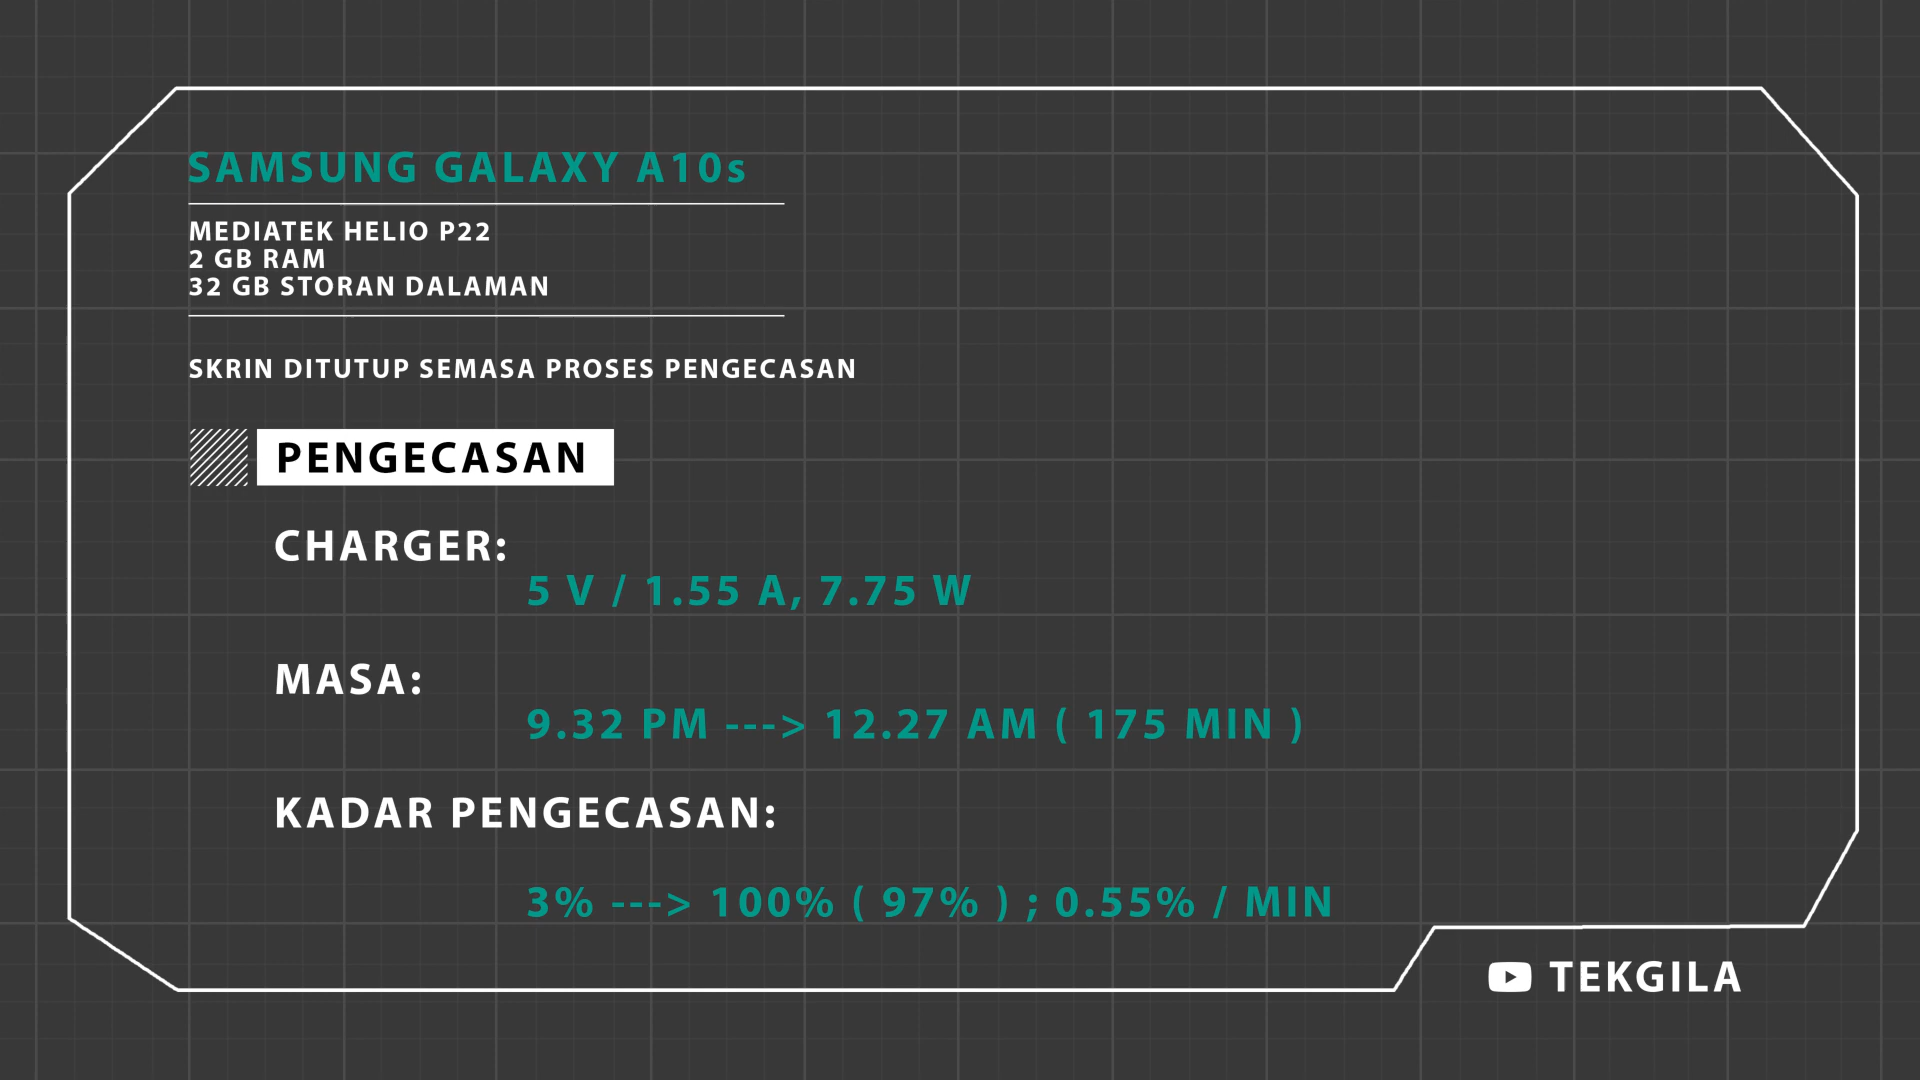 SAMSUNG GALAXY A10s
MEDIATEK HELIO P22
2 GB RAM
32 GB STORAN DALAMAN
SKRIN DITUTUP SEMASA PROSES PENGECASAN
PENGECASAN
CHARGER:
5 V / 1.55 A, 7.75 W
MASA:
9.32 PM ---> 12.27 AM ( 175 MIN )
KADAR PENGECASAN:
3% ---> 100% ( 97% ) ; 0.55% / MIN
TEKGILA